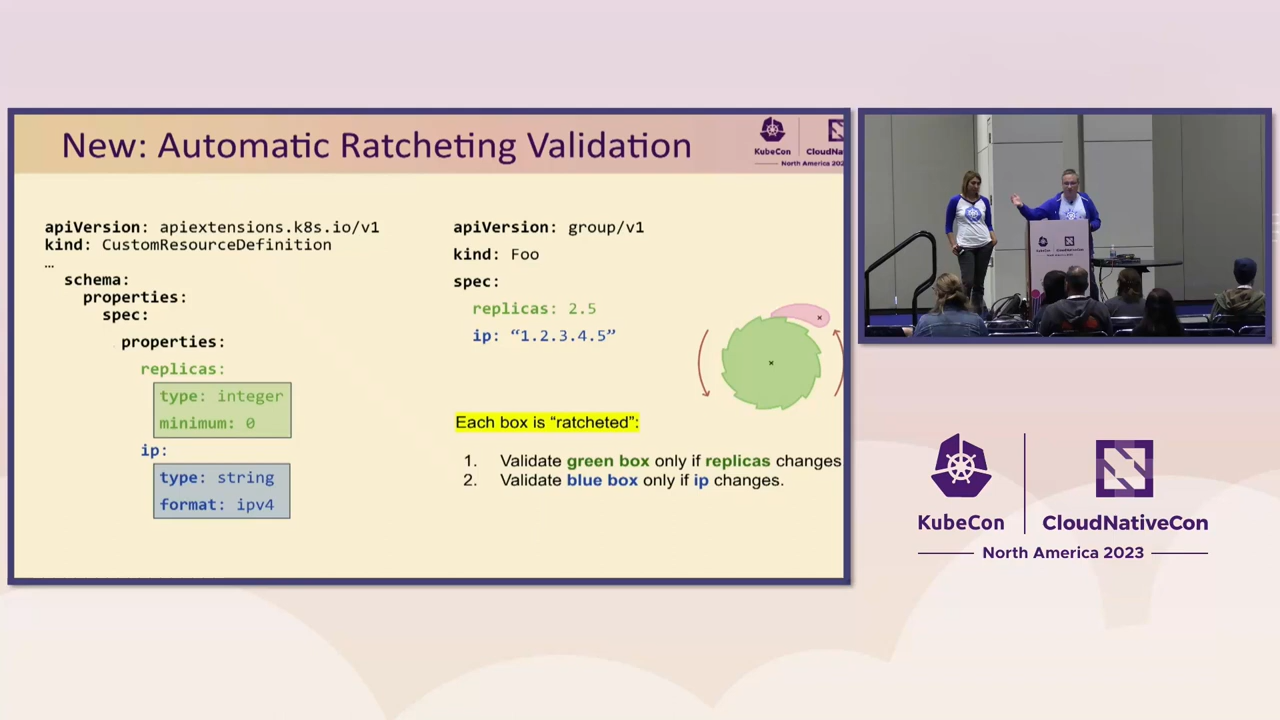 New: Automatic Ratcheting Validation
KubeCon
CloudN
North America 202
apiVersion: apiextensions.k8s.io/v1
kind: CustomResourceDefinition
…
schema:
properties:
spec:
properties:
replicas:
type: integer
minimum: 0
ip:
type: string
format: ipv4
apiVersion: group/v1
kind: Foo
spec:
replicas: 2.5
ip: “1.2.3.4.5”
Each box is “ratcheted”:
1. Validate green box only if replicas changes
2. Validate blue box only if ip changes.
KubeCon
CloudNativeCon
North America 2023